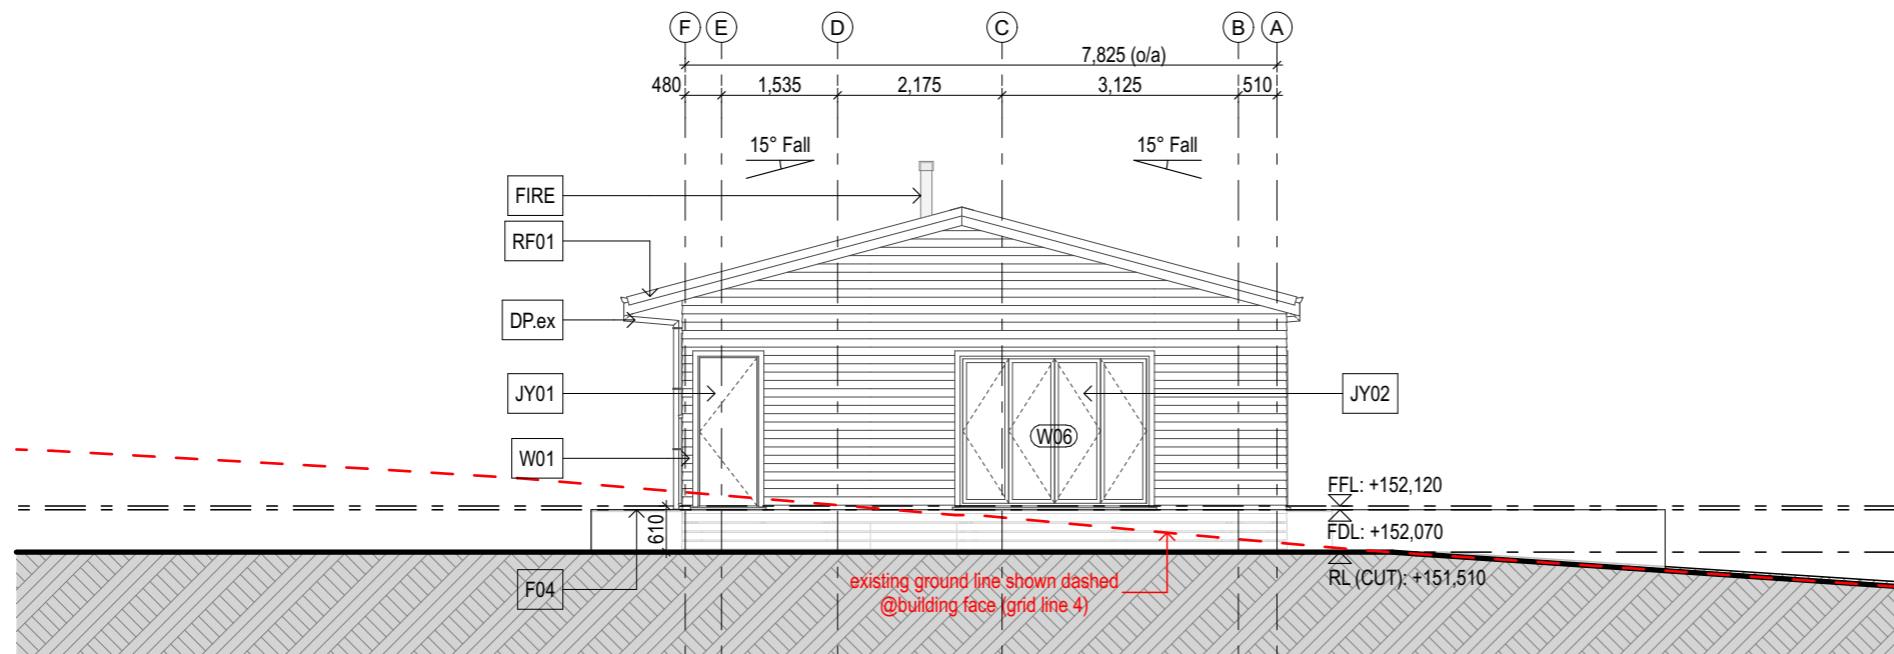 F E D C B A
7,825 (o/a)
480 1,535 2,175 3,125 510
15° Fall 15° Fall
FIRE
RF01
DP.ex
JY01
JY02
W06
W01
FFL: +152,120
610
FDL: +152,070
RL (CUT): +151,510
F04
existing ground line shown dashed
@building face (grid line 4)